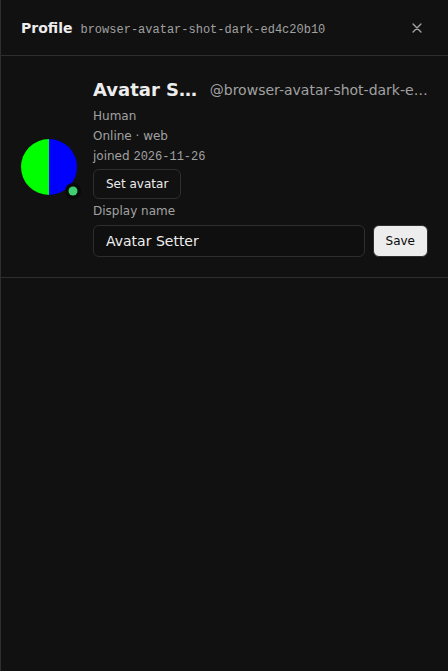 Profile browser-avatar-shot-dark-ed4c20b10
Avatar S… @browser-avatar-shot-dark-e…
Human
Online · web
joined 2026-11-26
Set avatar
Display name
Avatar Setter Save